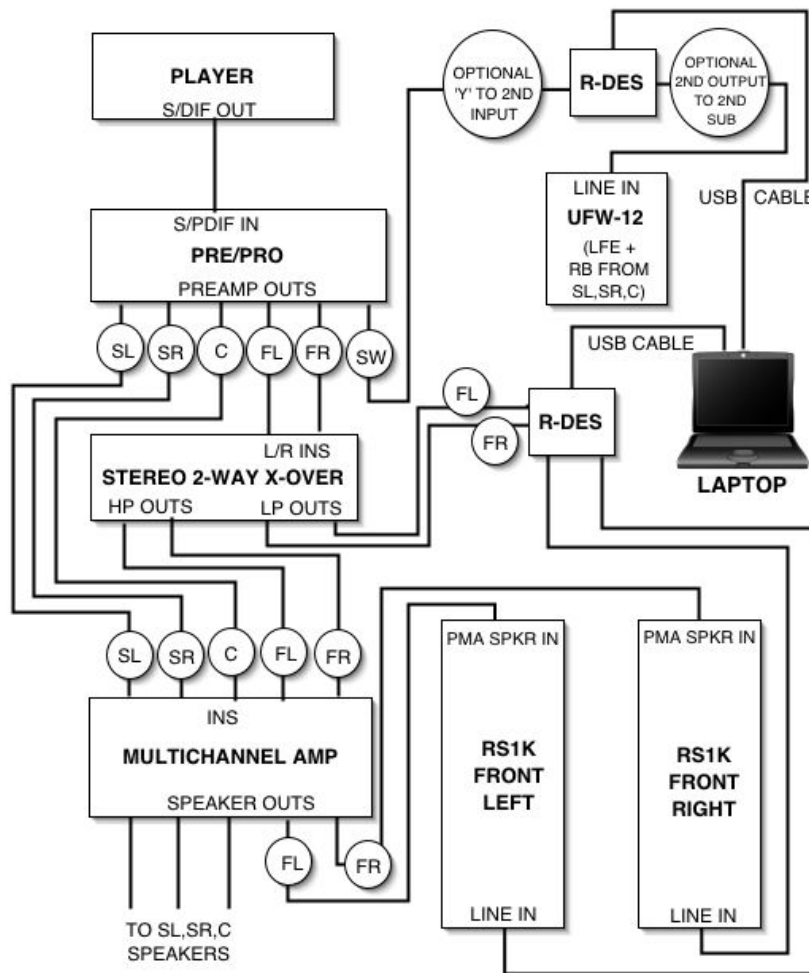 PLAYER
S/DIF OUT
OPTIONAL
'Y' TO 2ND
INPUT
R-DES
OPTIONAL
2ND OUTPUT
TO 2ND
SUB
LINE IN
UFW-12
(LFE +
RB FROM
SL,SR,C)
USB CABLE
S/PDIF IN
PRE/PRO
PREAMP OUTS
SL
SR
C
FL
FR
SW
USB CABLE
FL
FR
R-DES
LAPTOP
L/R INS
STEREO 2-WAY X-OVER
HP OUTS LP OUTS
SL
SR
C
FL
FR
INS
MULTICHANNEL AMP
SPEAKER OUTS
FL
FR
TO SL,SR,C
SPEAKERS
PMA SPKR IN
RS1K
FRONT
LEFT
LINE IN
PMA SPKR IN
RS1K
FRONT
RIGHT
LINE IN